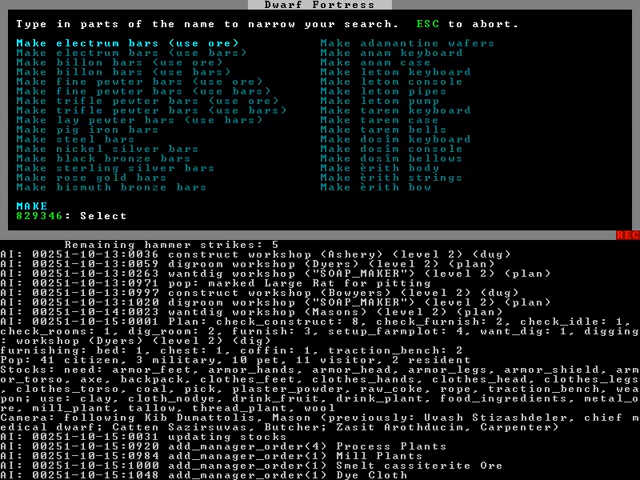 Dwarf Fortress
Type in parts of the name to narrow your search.  ESC to abort.
Make electrum bars (use ore)
Make electrum bars (use bars)
Make billon bars (use ore)
Make billon bars (use bars)
Make fine pewter bars (use ore)
Make fine pewter bars (use bars)
Make trifle pewter bars (use ore)
Make trifle pewter bars (use bars)
Make lay pewter bars (use bars)
Make pig iron bars
Make steel bars
Make nickel silver bars
Make black bronze bars
Make sterling silver bars
Make rose gold bars
Make bismuth bronze bars
Make adamantine wafers
Make anam keyboard
Make anam case
Make letom keyboard
Make letom console
Make letom pipes
Make letom pump
Make tarem keyboard
Make tarem case
Make tarem bells
Make dosîm keyboard
Make dosîm console
Make dosîm bellows
Make èrith body
Make èrith strings
Make èrith bow
MAKE
829346: Select
REC
Remaining hammer strikes: 5
AI: 00251-10-13:0036 construct workshop (Ashery) (level 2) (dug)
AI: 00251-10-13:0059 digroom workshop (Dyers) (level 2) (plan)
AI: 00251-10-13:0263 wantdig workshop ("SOAP_MAKER") (level 2) (plan)
AI: 00251-10-13:0971 pop: marked Large Rat for pitting
AI: 00251-10-13:0997 construct workshop (Bowyers) (level 2) (dug)
AI: 00251-10-13:1020 digroom workshop ("SOAP_MAKER") (level 2) (plan)
AI: 00251-10-14:0023 wantdig workshop (Masons) (level 2) (plan)
AI: 00251-10-15:0001 Plan: check_construct: 8, check_furnish: 2, check_idle: 1,
check_rooms: 1, dig_room: 2, furnish: 3, setup_farmplot: 4, want_dig: 1, digging
: workshop (Dyers) (level 2) (dig)
furnishing: bed: 1, chest: 1, coffin: 1, traction_bench: 2
Pop: 41 citizen, 3 military, 10 pet, 11 visitor, 2 resident
Stocks: need: armor_feet, armor_hands, armor_head, armor_legs, armor_shield, arm
or_torso, axe, backpack, clothes_feet, clothes_hands, clothes_head, clothes_legs
, clothes_torso, coal, pick, plaster_powder, raw_coke, rope, traction_bench, wea
pon; use: clay, cloth_nodye, drink_fruit, drink_plant, food_ingredients, metal_o
re, mill_plant, tallow, thread_plant, wool
Camera: following Kib Dumattolis, Mason (previously: Uvash Stizashdeler, chief m
edical dwarf; Catten Sazirsuvas, Butcher; Zasit Arothducim, Carpenter)
AI: 00251-10-15:0031 updating stocks
AI: 00251-10-15:0920 add_manager_order(4) Process Plants
AI: 00251-10-15:0984 add_manager_order(1) Mill Plants
AI: 00251-10-15:1000 add_manager_order(1) Smelt cassiterite Ore
AI: 00251-10-15:1048 add_manager_order(1) Dye Cloth